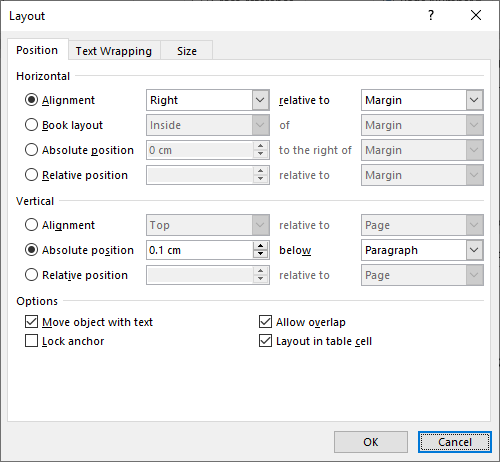 Layout ? ×
Position Text Wrapping Size
Horizontal
Alignment Right relative to Margin
Book layout Inside of Margin
Absolute position 0 cm to the right of Margin
Relative position relative to Margin
Vertical
Alignment Top relative to Page
Absolute position 0.1 cm below Paragraph
Relative position relative to Page
Options
Move object with text Allow overlap
Lock anchor Layout in table cell
OK Cancel